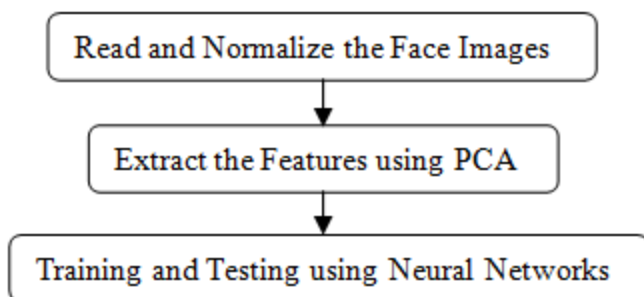 Read and Normalize the Face Images
Extract the Features using PCA
Training and Testing using Neural Networks